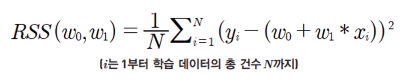 RSS(w₀,w₁) = 1/N Σᵢ₌₁ᴺ (yᵢ − (w₀ + w₁ * xᵢ))²
(i는 1부터 학습 데이터의 총 건수 N까지)